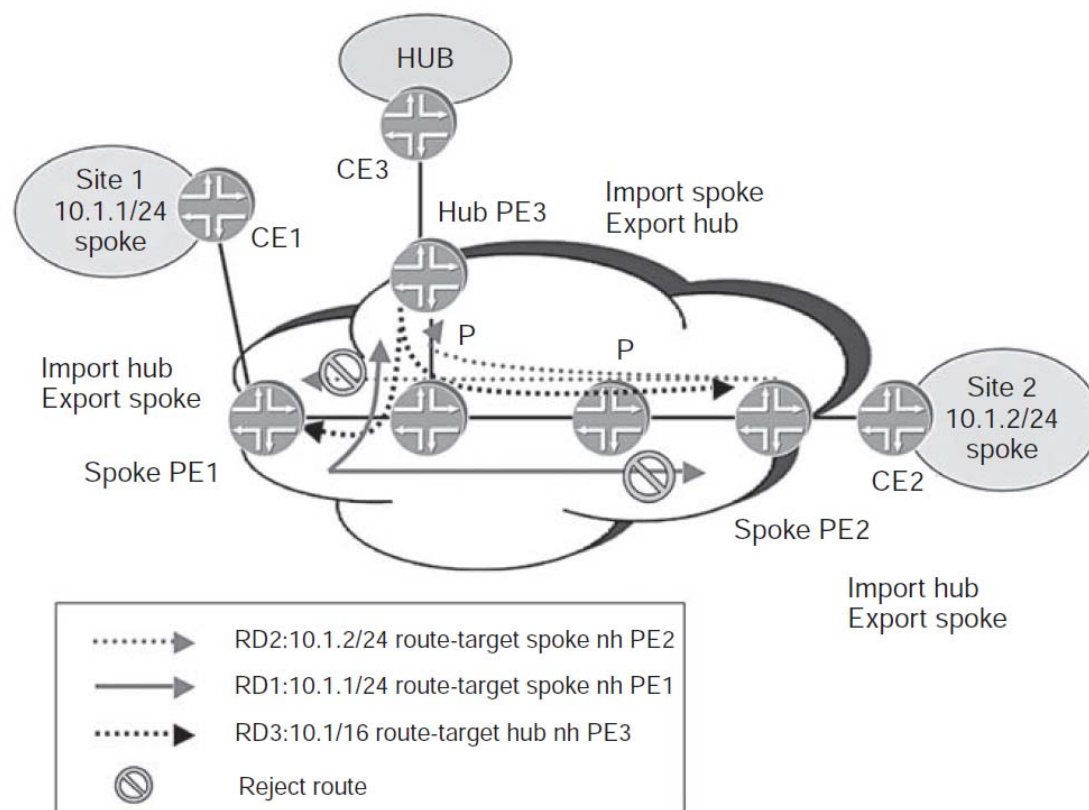 HUB
CE3
Site 1
10.1.1/24
spoke
CE1
Hub PE3
Import spoke
Export hub
P
P
Import hub
Export spoke
Spoke PE1
Site 2
10.1.2/24
spoke
CE2
Spoke PE2
Import hub
Export spoke
RD2:10.1.2/24 route-target spoke nh PE2
RD1:10.1.1/24 route-target spoke nh PE1
RD3:10.1/16 route-target hub nh PE3
Reject route